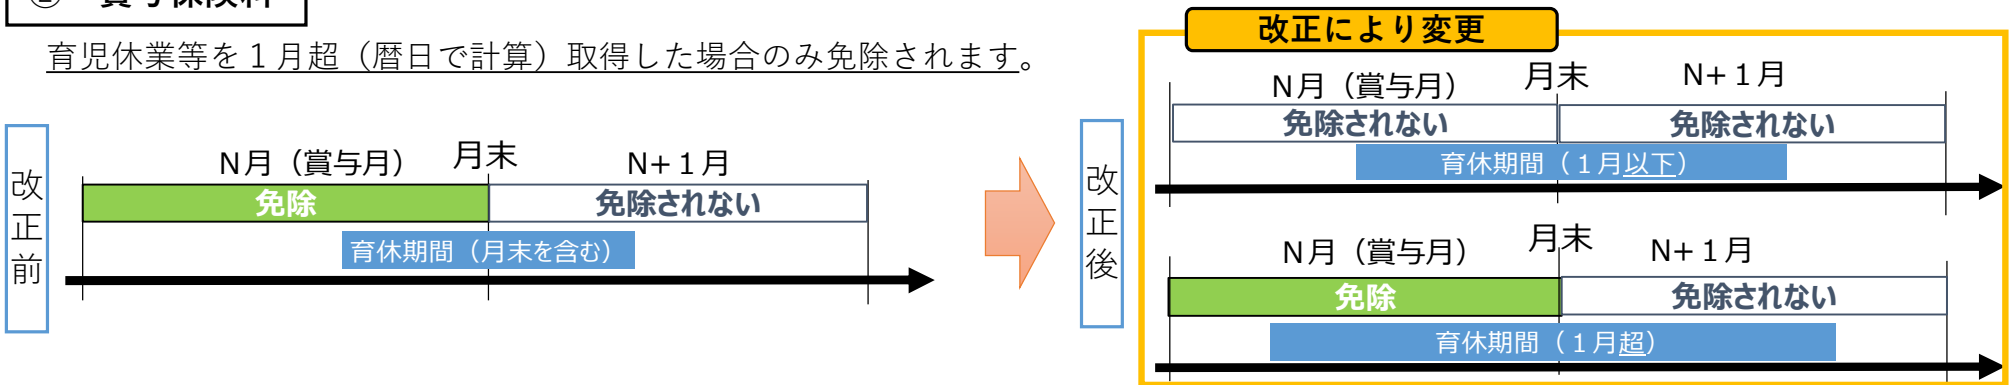 育児休業等を１月超（暦日で計算）取得した場合のみ免除されます。
改正前
N月（賞与月）
月末
N+１月
免除
免除されない
育休期間（月末を含む）
改正により変更
改正後
N月（賞与月）
月末
N+１月
免除されない
免除されない
育休期間（１月以下）
N月（賞与月）
月末
N+１月
免除
免除されない
育休期間（１月超）